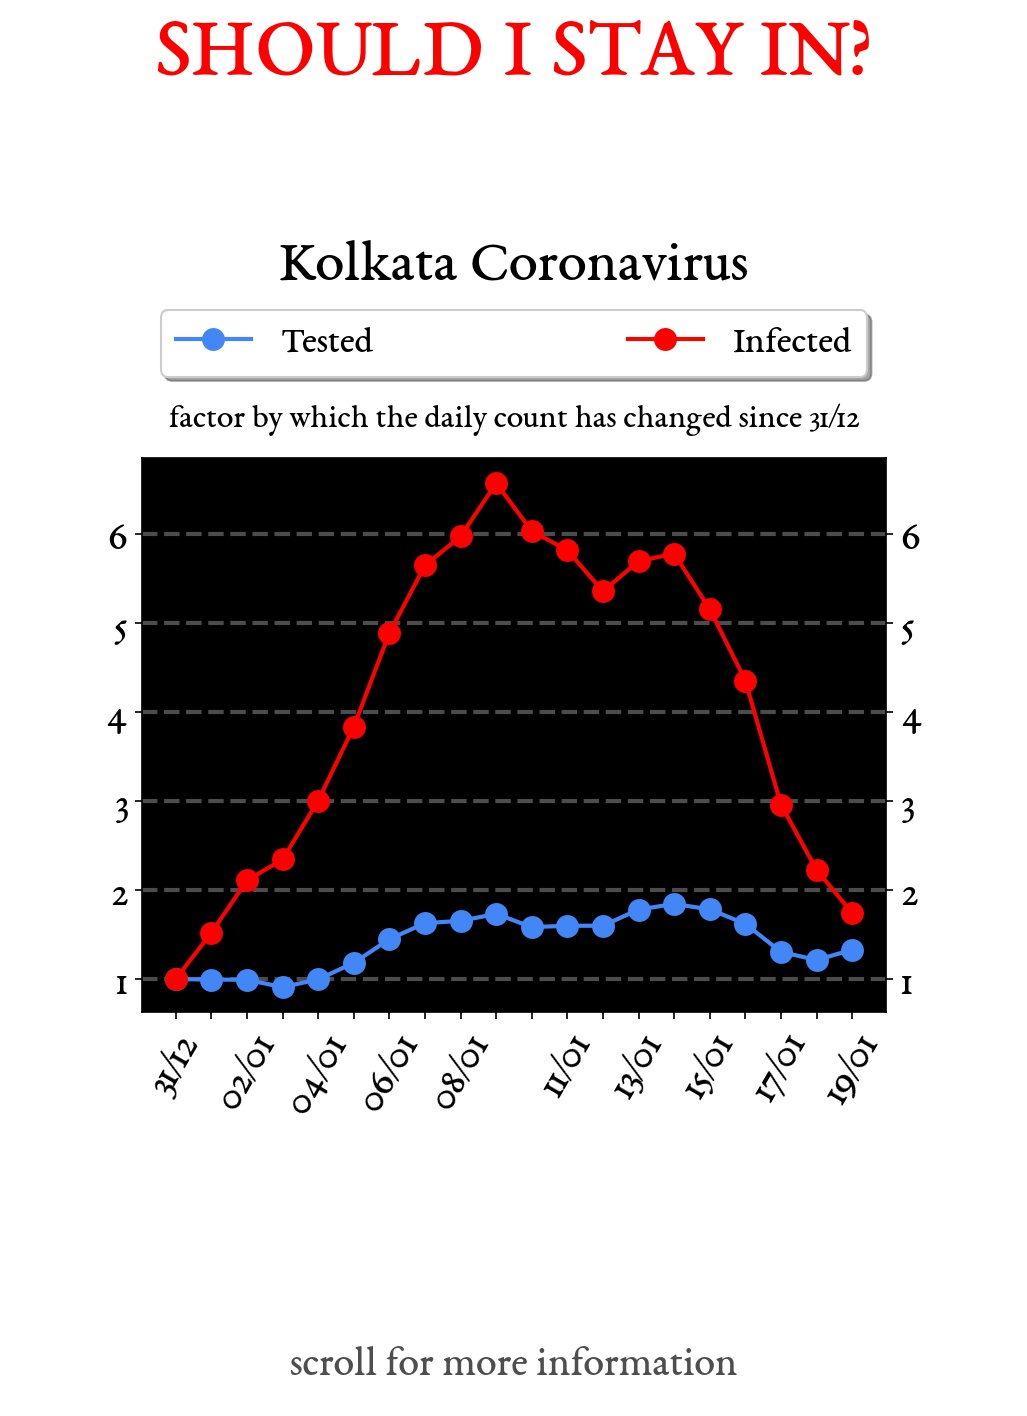 SHOULD I STAY IN?
Kolkata Coronavirus
Tested Infected
factor by which the daily count has changed since 31/12
6 6
5 5
4 4
3 3
2 2
1 1
31/12 02/01 04/01 06/01 08/01 11/01 13/01 15/01 17/01 19/01
scroll for more information